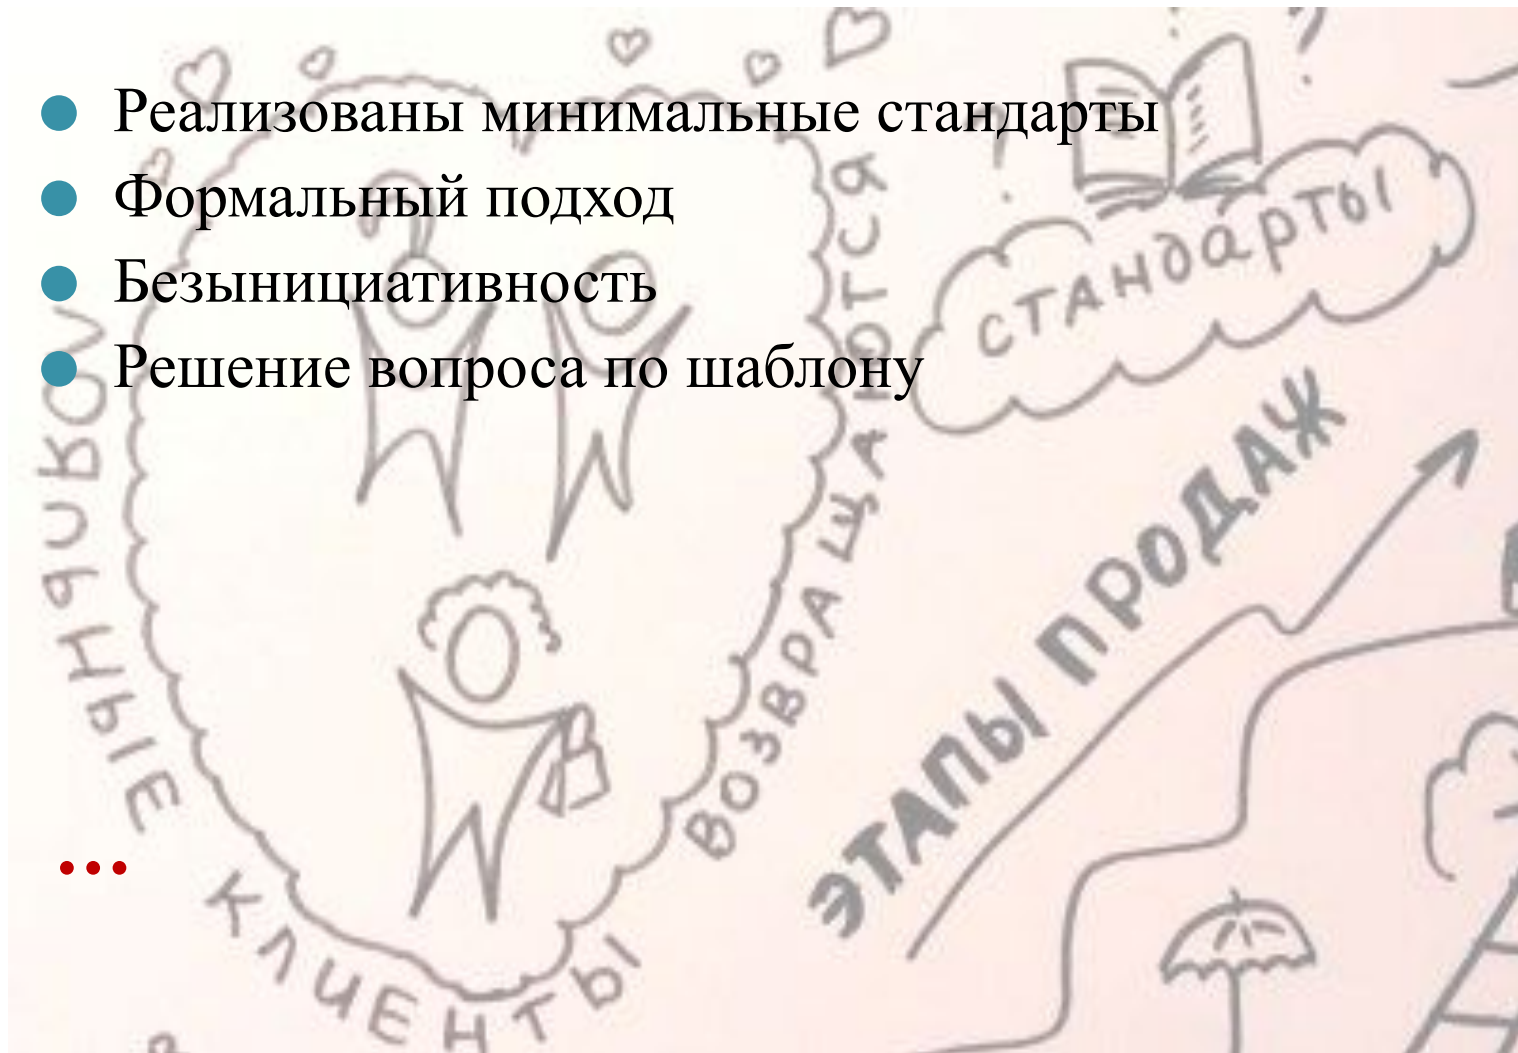 Реализованы минимальные стандарты
Формальный подход
Безынициативность
Решение вопроса по шаблону
...
СТАНдАРТЫ
ЭТАПЫ ПРОДАЖ
ЛОЯЛЬНЫЕ КЛИЕНТЫ ВОЗВРАЩАЮТСЯ